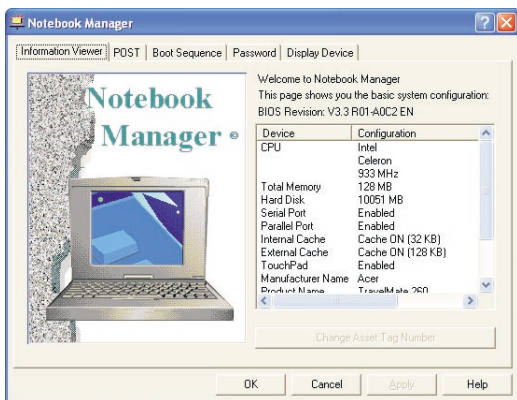 Notebook Manager
Information Viewer POST Boot Sequence Password Display Device
Notebook
Manager ©
Welcome to Notebook Manager
This page shows you the basic system configuration:
BIOS Revision: V3.3 R01-A0C2 EN
Device Configuration
CPU Intel
Celeron
933 MHz
Total Memory 128 MB
Hard Disk 10051 MB
Serial Port Enabled
Parallel Port Enabled
Internal Cache Cache ON (32 KB)
External Cache Cache ON (128 KB)
TouchPad Enabled
Manufacturer Name Acer
Product Name TravelMate 260
Change Asset Tag Number
OK Cancel Apply Help